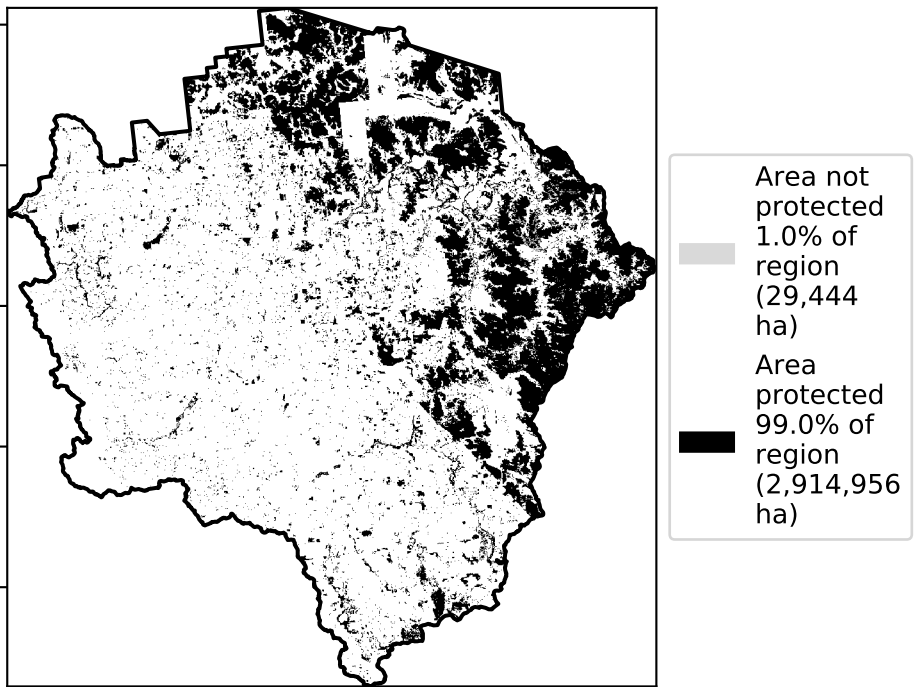 Area not
protected
1.0% of
region
(29,444
ha)
Area
protected
99.0% of
region
(2,914,956
ha)